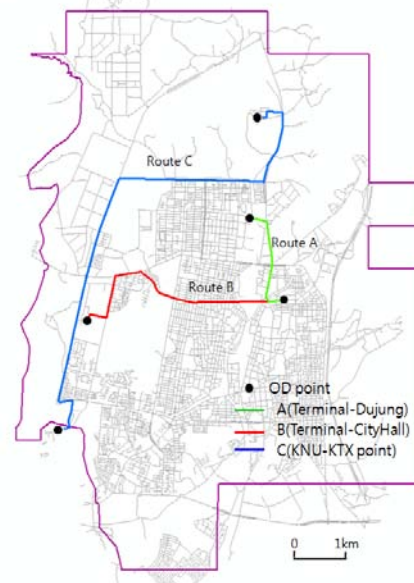 Route C
Route A
Route B
OD point
A(Terminal-Dujung)
B(Terminal-CityHall)
C(KNU-KTX point)
0 1km